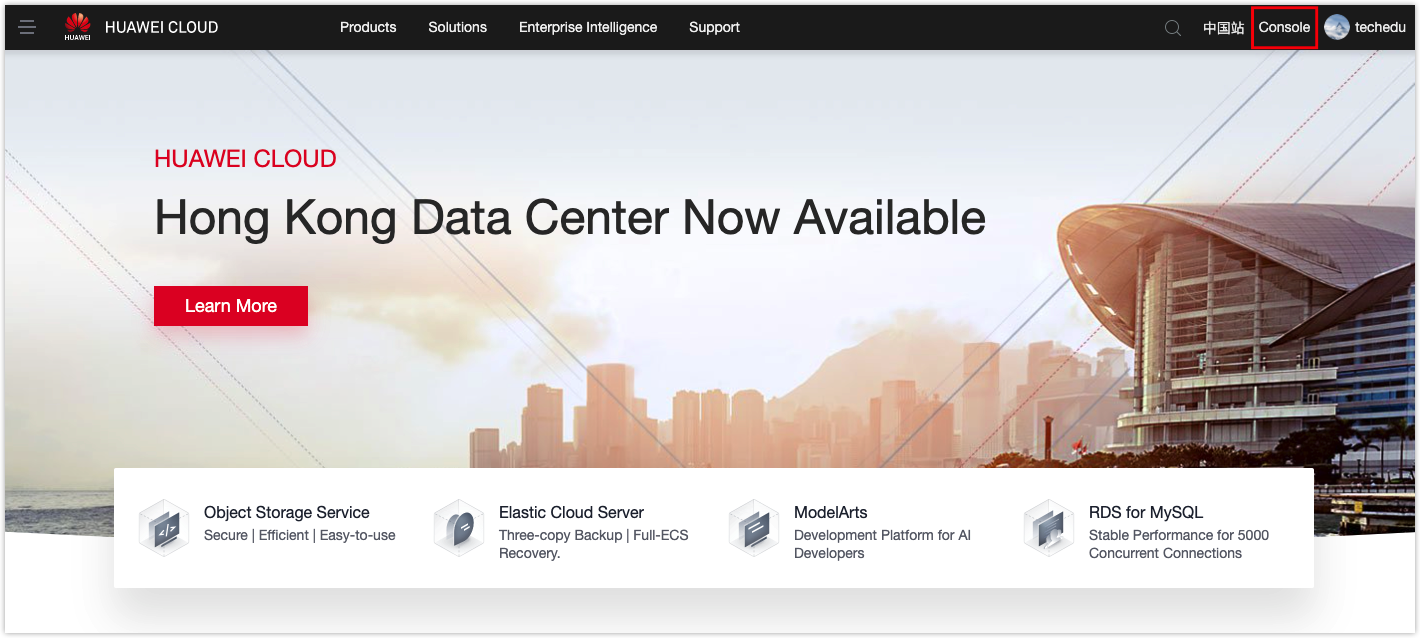 HUAWEI
HUAWEI CLOUD
Products
Solutions
Enterprise Intelligence
Support
中国站
Console
techedu
HUAWEI CLOUD
Hong Kong Data Center Now Available
Learn More
Object Storage Service
Secure | Efficient | Easy-to-use
Elastic Cloud Server
Three-copy Backup | Full-ECS
Recovery.
ModelArts
Development Platform for AI
Developers
RDS for MySQL
Stable Performance for 5000
Concurrent Connections